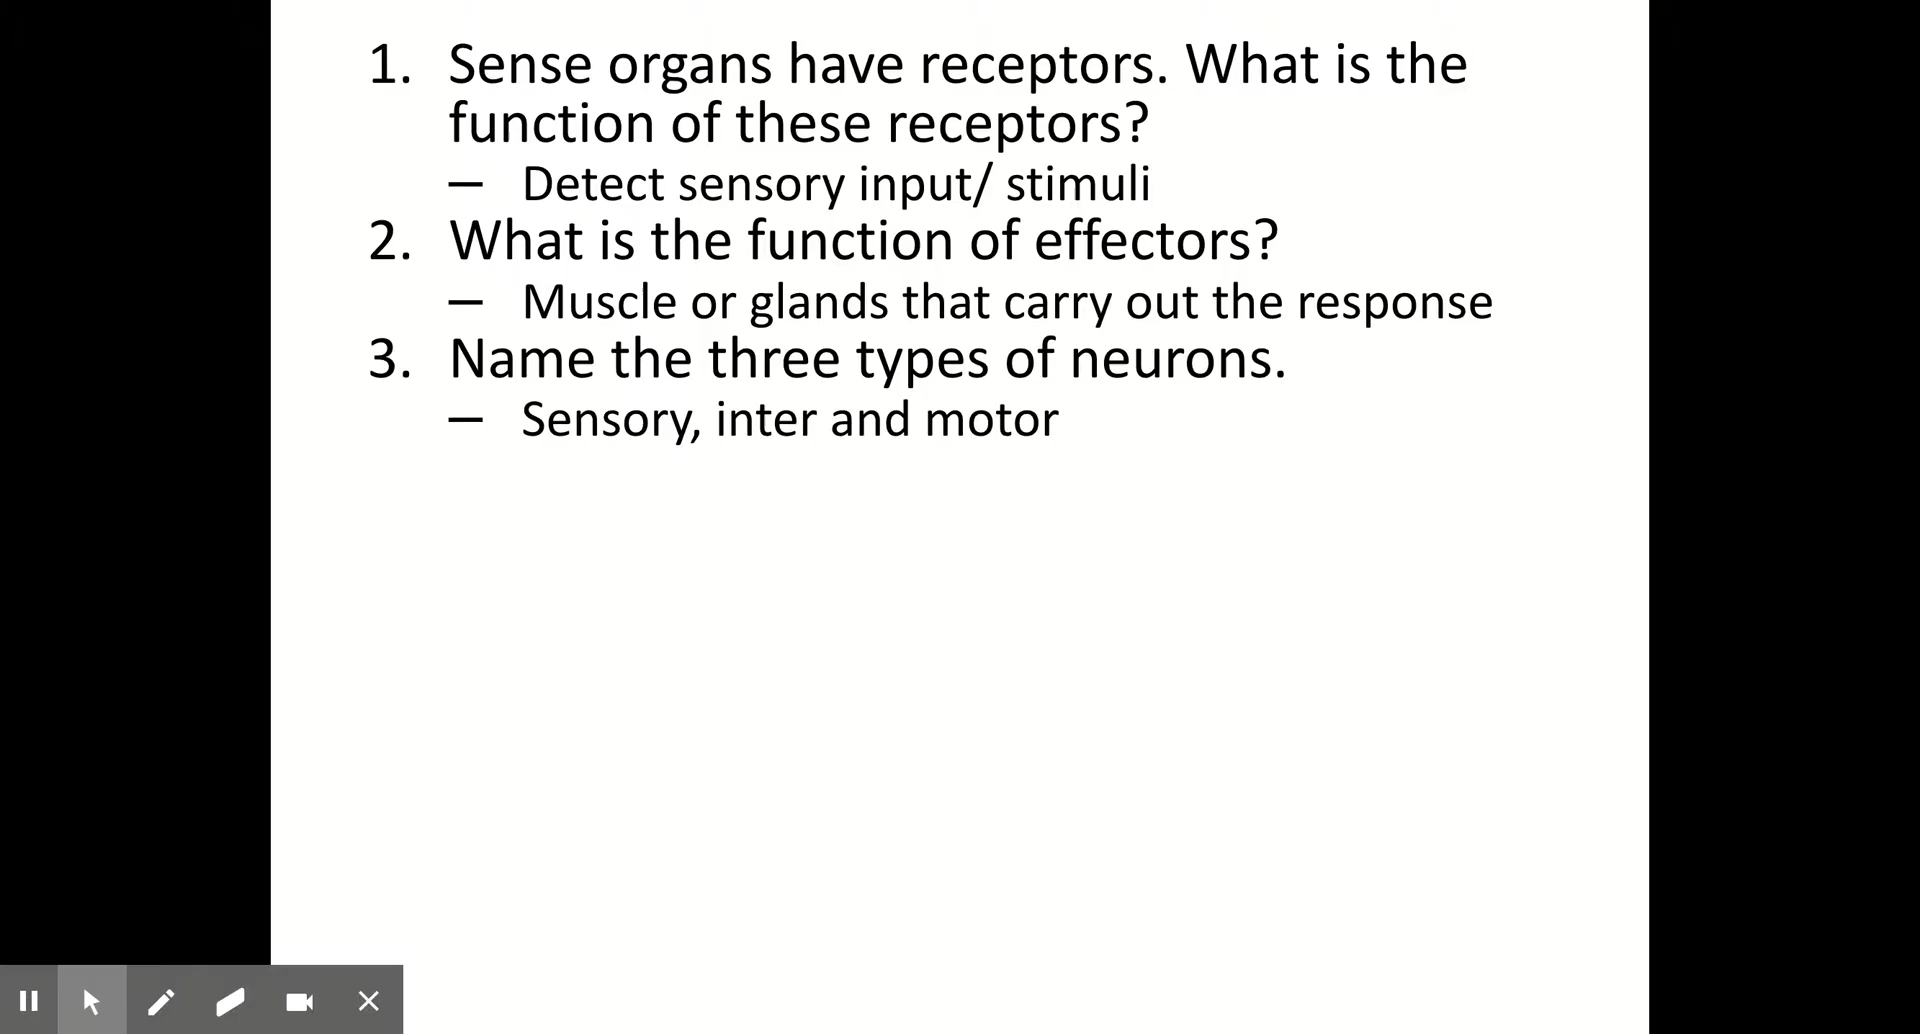 1. Sense organs have receptors. What is the
function of these receptors?
– Detect sensory input/ stimuli
2. What is the function of effectors?
– Muscle or glands that carry out the response
3. Name the three types of neurons.
– Sensory, inter and motor